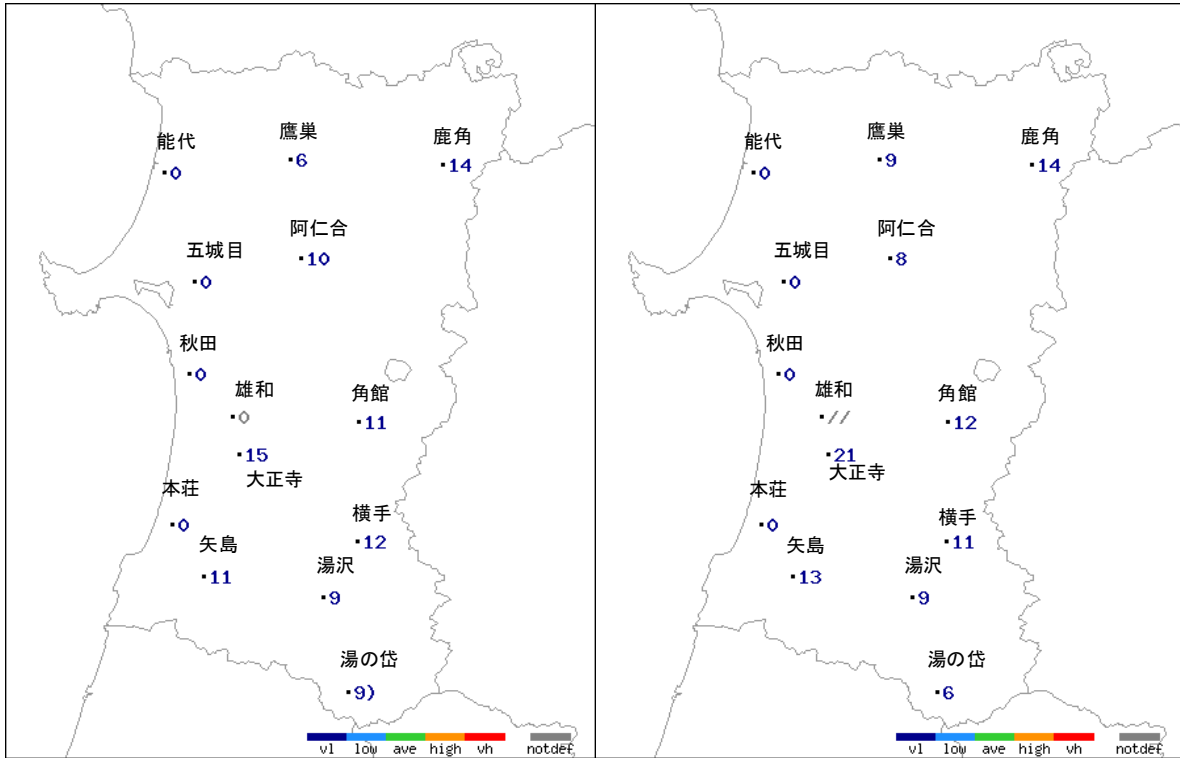 能代
0
鷹巣
6
鹿角
14
五城目
0
阿仁合
10
秋田
0
雄和
0
角館
11
15
大正寺
本荘
0
矢島
11
横手
12
湯沢
9
湯の岱
9)
vl low ave high vh notdef
能代
0
鷹巣
9
鹿角
14
五城目
0
阿仁合
8
秋田
0
雄和
//
角館
12
21
大正寺
本荘
0
矢島
13
横手
11
湯沢
9
湯の岱
6
vl low ave high vh notdef